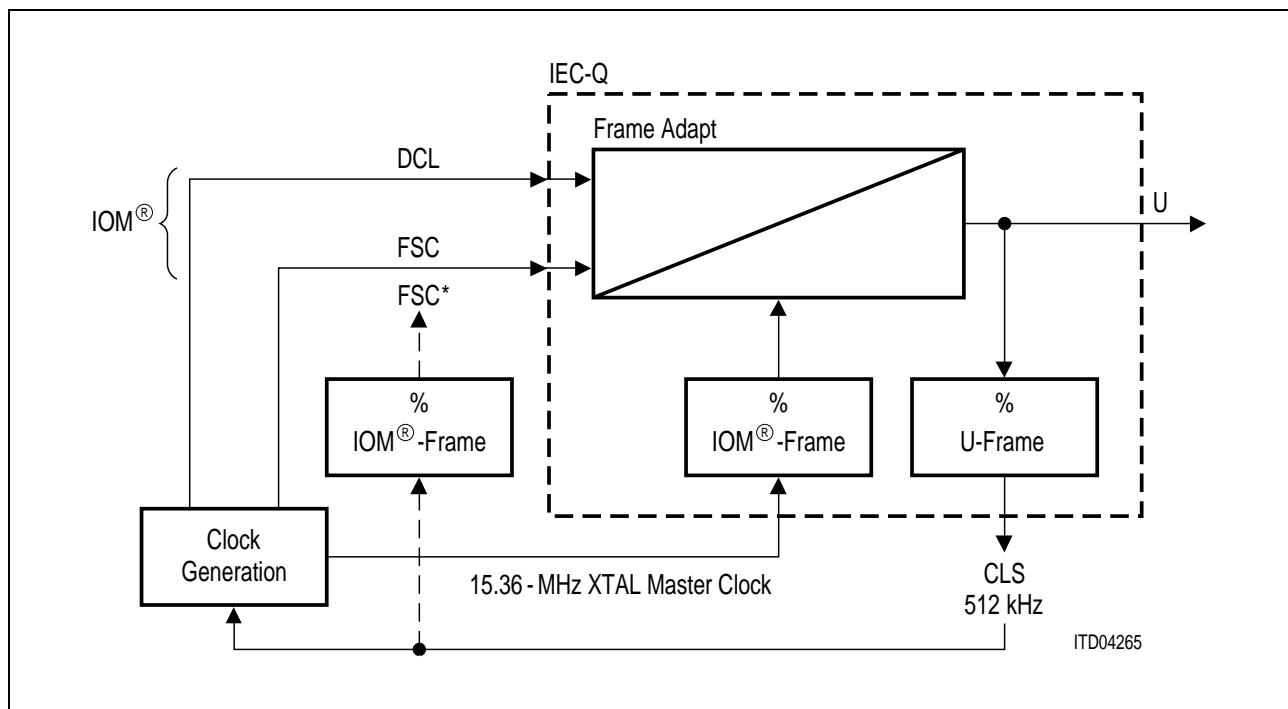 IEC-Q
Frame Adapt
DCL
IOM®
U
FSC
FSC*
%
IOM®-Frame
%
IOM®-Frame
%
U-Frame
Clock
Generation
15.36 - MHz XTAL Master Clock
CLS
512 kHz
ITD04265